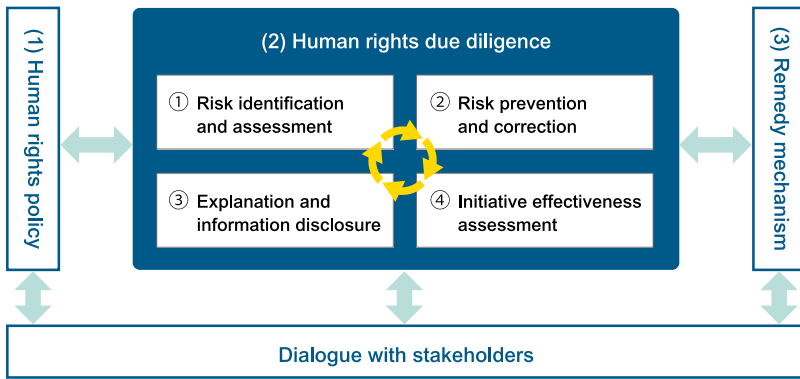 (1) Human
rights policy
(2) Human rights due diligence
① Risk identification
and assessment
② Risk prevention
and correction
③ Explanation and
information disclosure
④ Initiative effectiveness
assessment
(3) Remedy
mechanism
Dialogue with stakeholders